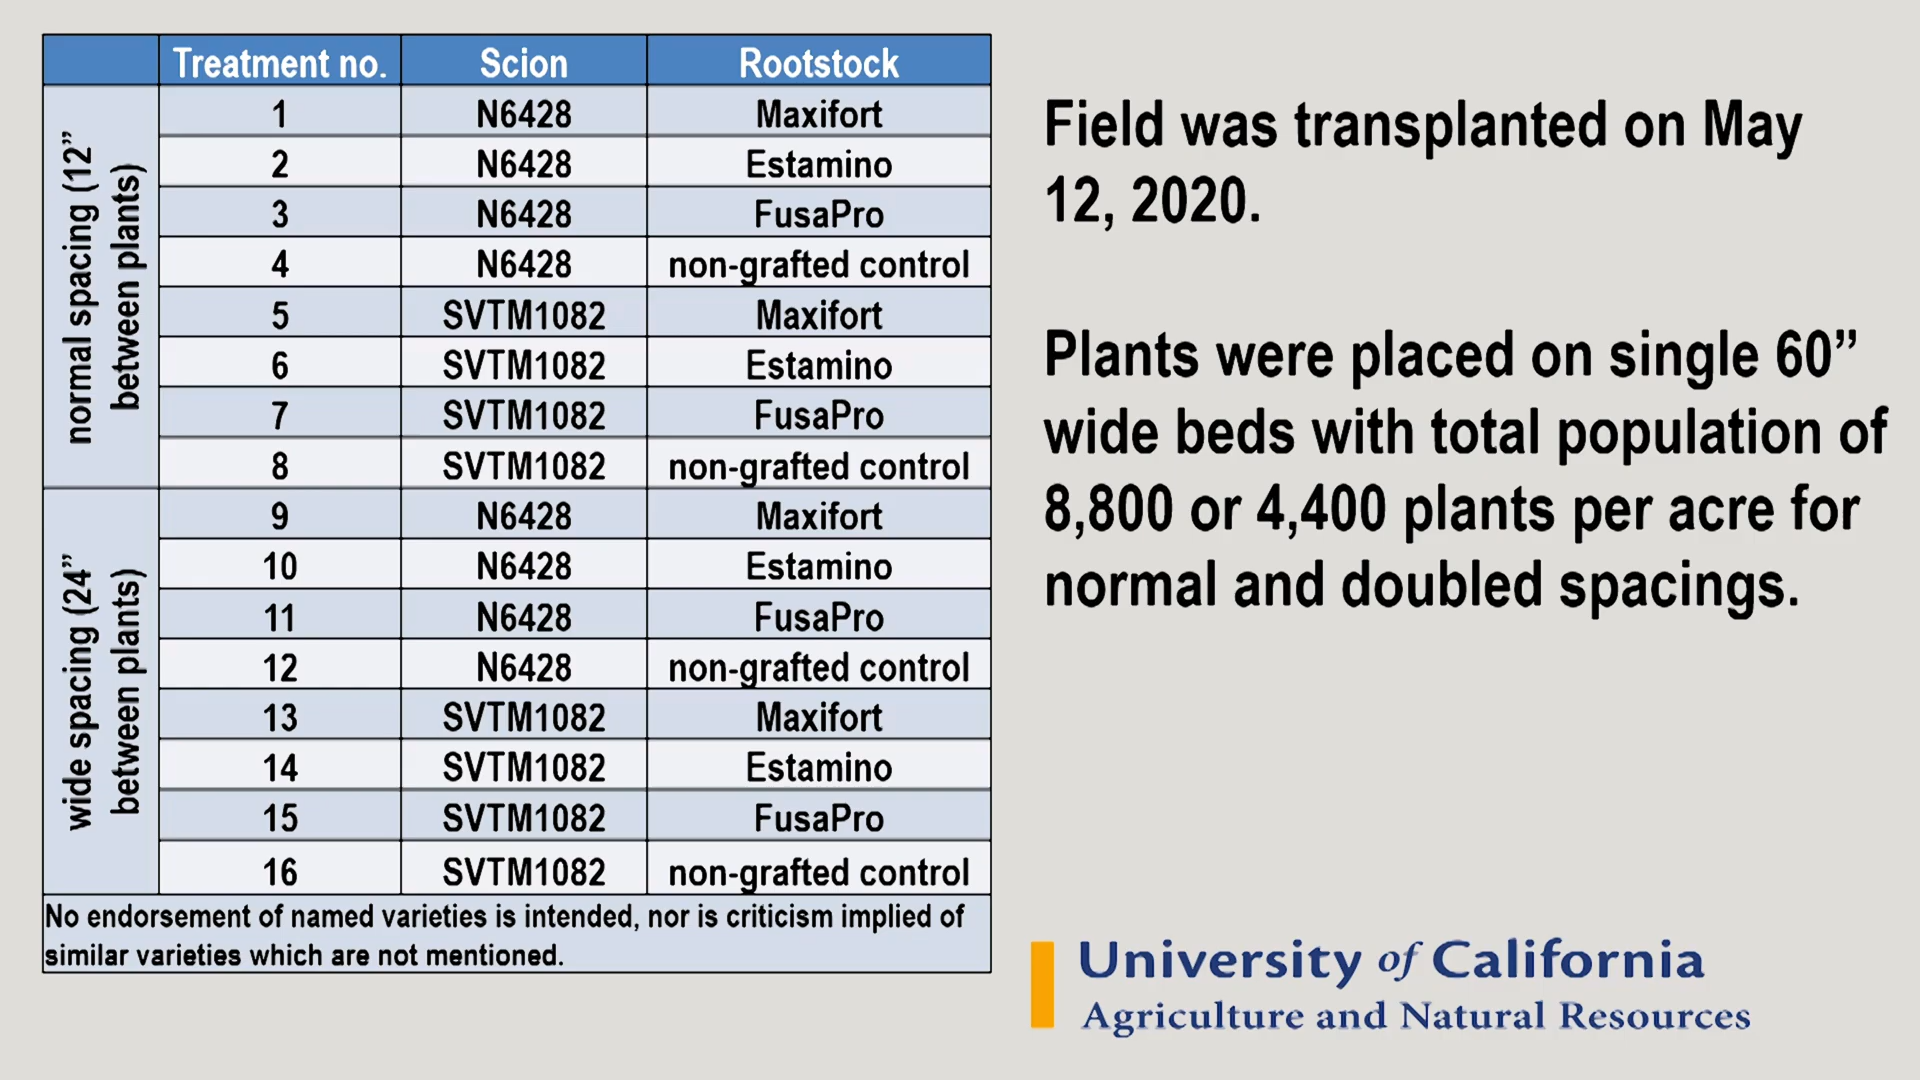 Treatment no. Scion Rootstock
normal spacing (12”
between plants)
1 N6428 Maxifort
2 N6428 Estamino
3 N6428 FusaPro
4 N6428 non-grafted control
5 SVTM1082 Maxifort
6 SVTM1082 Estamino
7 SVTM1082 FusaPro
8 SVTM1082 non-grafted control
wide spacing (24”
between plants)
9 N6428 Maxifort
10 N6428 Estamino
11 N6428 FusaPro
12 N6428 non-grafted control
13 SVTM1082 Maxifort
14 SVTM1082 Estamino
15 SVTM1082 FusaPro
16 SVTM1082 non-grafted control
No endorsement of named varieties is intended, nor is criticism implied of
similar varieties which are not mentioned.
Field was transplanted on May
12, 2020.
Plants were placed on single 60”
wide beds with total population of
8,800 or 4,400 plants per acre for
normal and doubled spacings.
University of California
Agriculture and Natural Resources